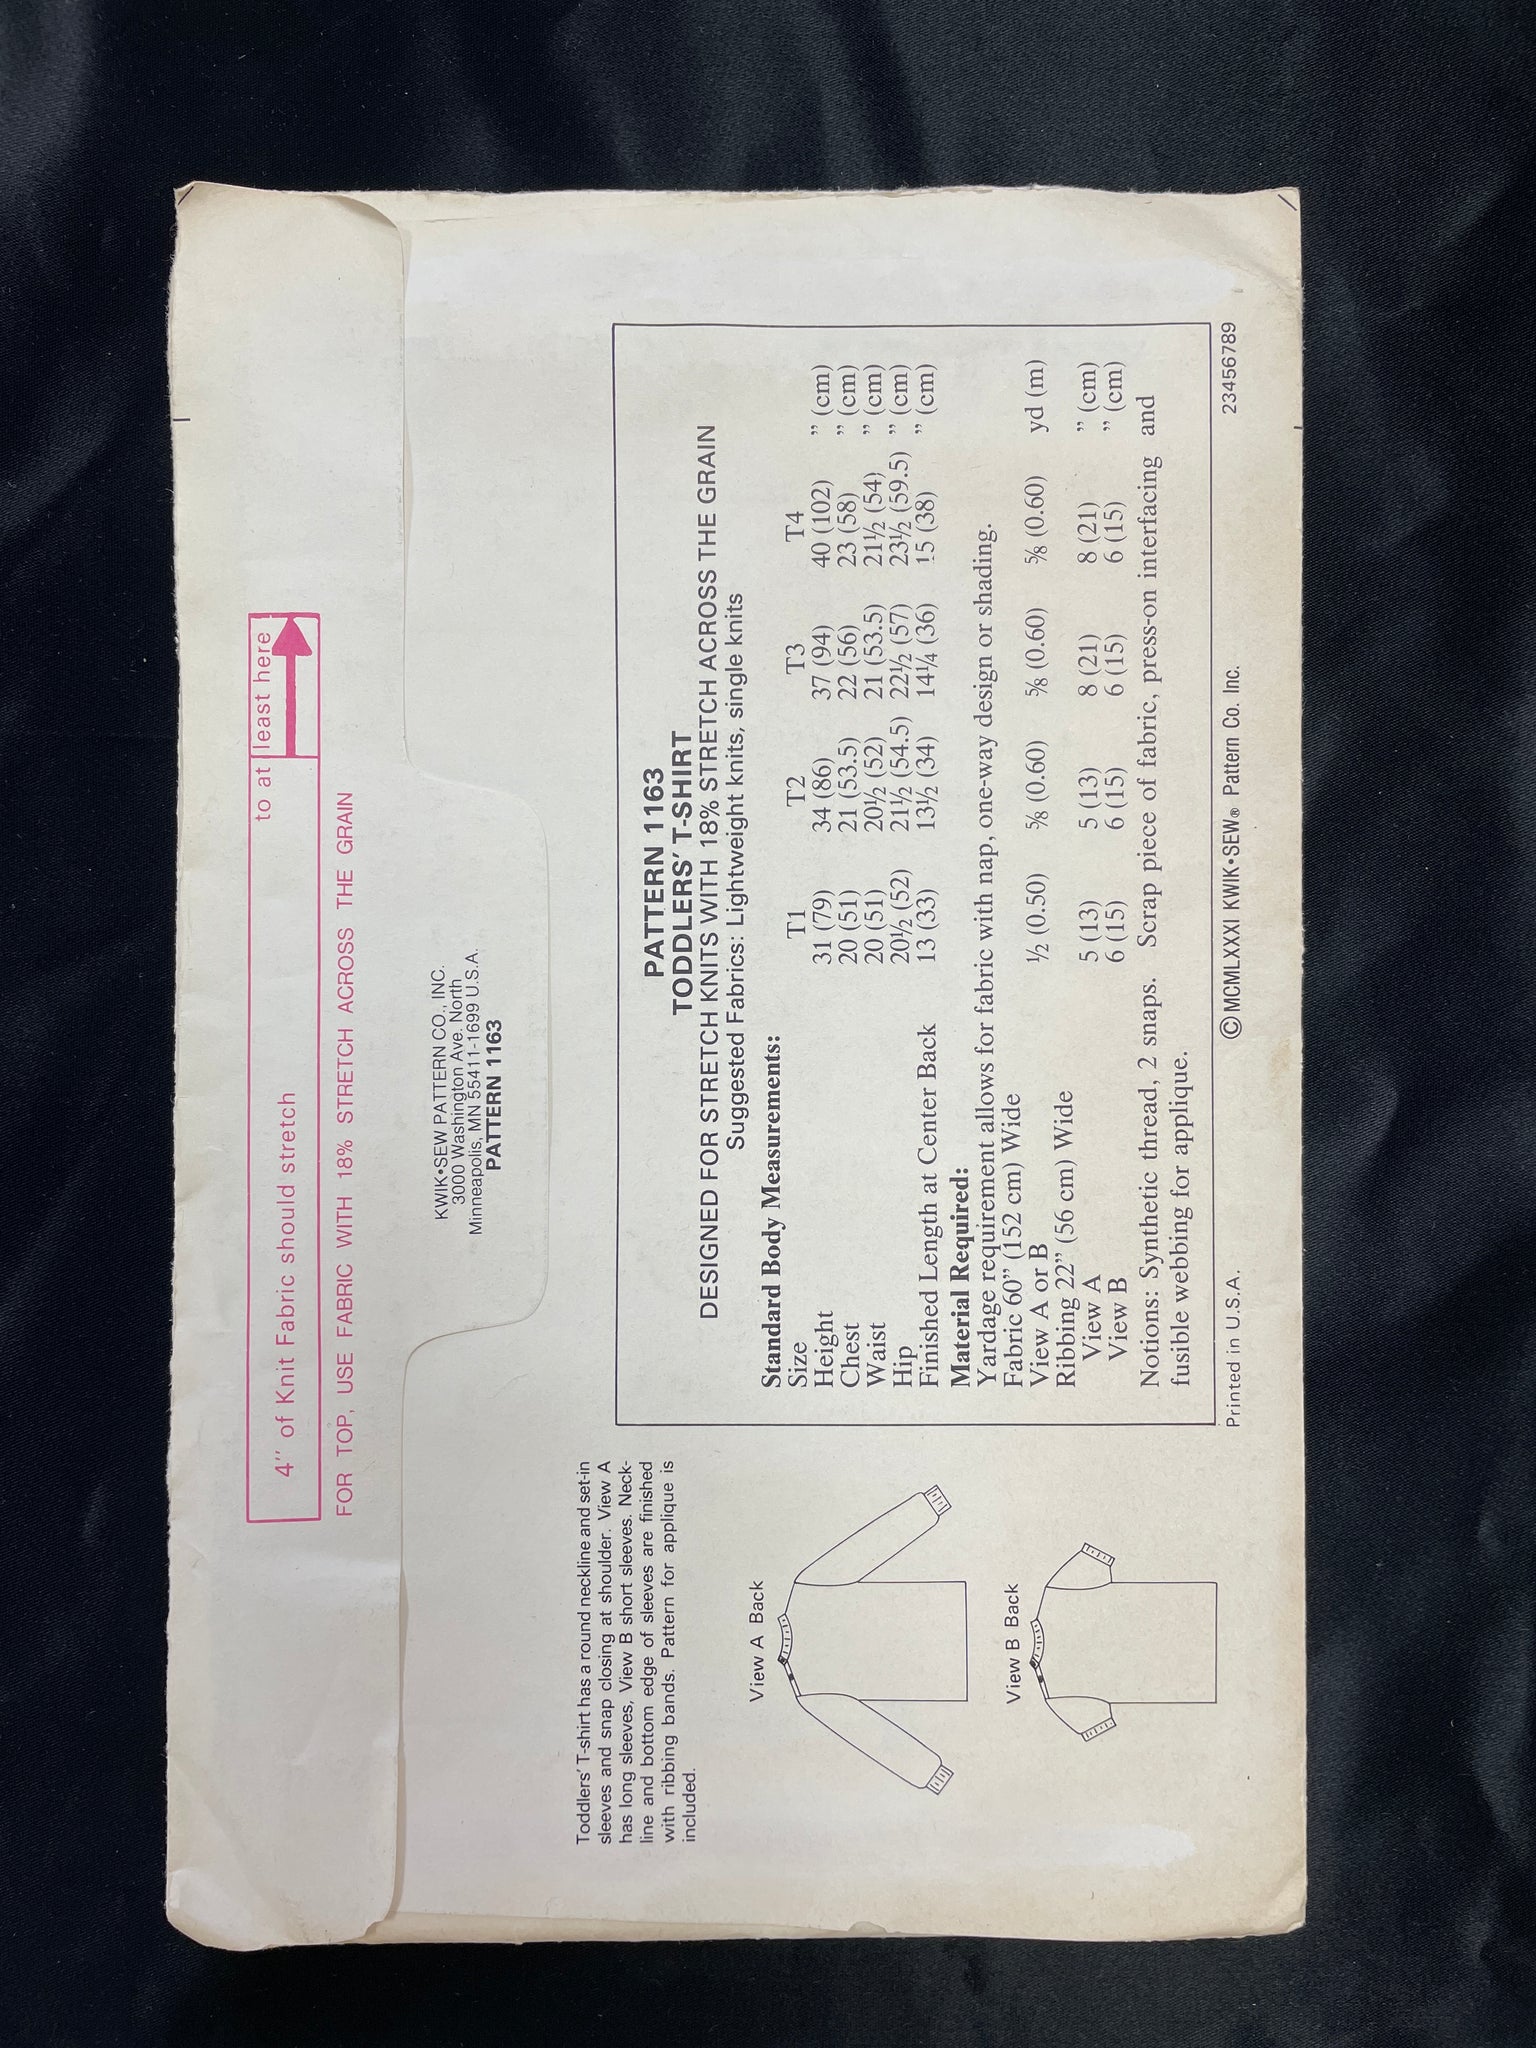 4" of Knit Fabric should stretch to at least here
FOR TOP, USE FABRIC WITH 18% STRETCH ACROSS THE GRAIN
KWIK•SEW PATTERN CO., INC.
3000 Washington Ave. North
Minneapolis, MN 55411-1699 U.S.A.
PATTERN 1163
Toddlers' T-shirt has a round neckline and set-in
sleeves and snap closing at shoulder. View A
has long sleeves, View B short sleeves. Neck-
line and bottom edge of sleeves are finished
with ribbing bands. Pattern for applique is
included.
View A Back
View B Back
PATTERN 1163
TODDLERS' T-SHIRT
DESIGNED FOR STRETCH KNITS WITH 18% STRETCH ACROSS THE GRAIN
Suggested Fabrics: Lightweight knits, single knits
Standard Body Measurements:
Size T1 T2 T3 T4
Height 31 (79) 34 (86) 37 (94) 40 (102) " (cm)
Chest 20 (51) 21 (53.5) 22 (56) 23 (58) " (cm)
Waist 20 (51) 20½ (52) 21 (53.5) 21½ (54) " (cm)
Hip 20½ (52) 21½ (54.5) 22½ (57) 23½ (59.5) " (cm)
Finished Length at Center Back 13 (33) 13½ (34) 14¼ (36) 15 (38) " (cm)
Material Required:
Yardage requirement allows for fabric with nap, one-way design or shading.
Fabric 60" (152 cm) Wide
View A or B ½ (0.50) ⅝ (0.60) ⅝ (0.60) ⅝ (0.60) yd (m)
Ribbing 22" (56 cm) Wide
View A 5 (13) 5 (13) 8 (21) 8 (21) " (cm)
View B 6 (15) 6 (15) 6 (15) 6 (15) " (cm)
Notions: Synthetic thread, 2 snaps. Scrap piece of fabric, press-on interfacing and
fusible webbing for applique.
Printed in U.S.A. ©MCMLXXXI KWIK•SEW® Pattern Co. Inc. 23456789